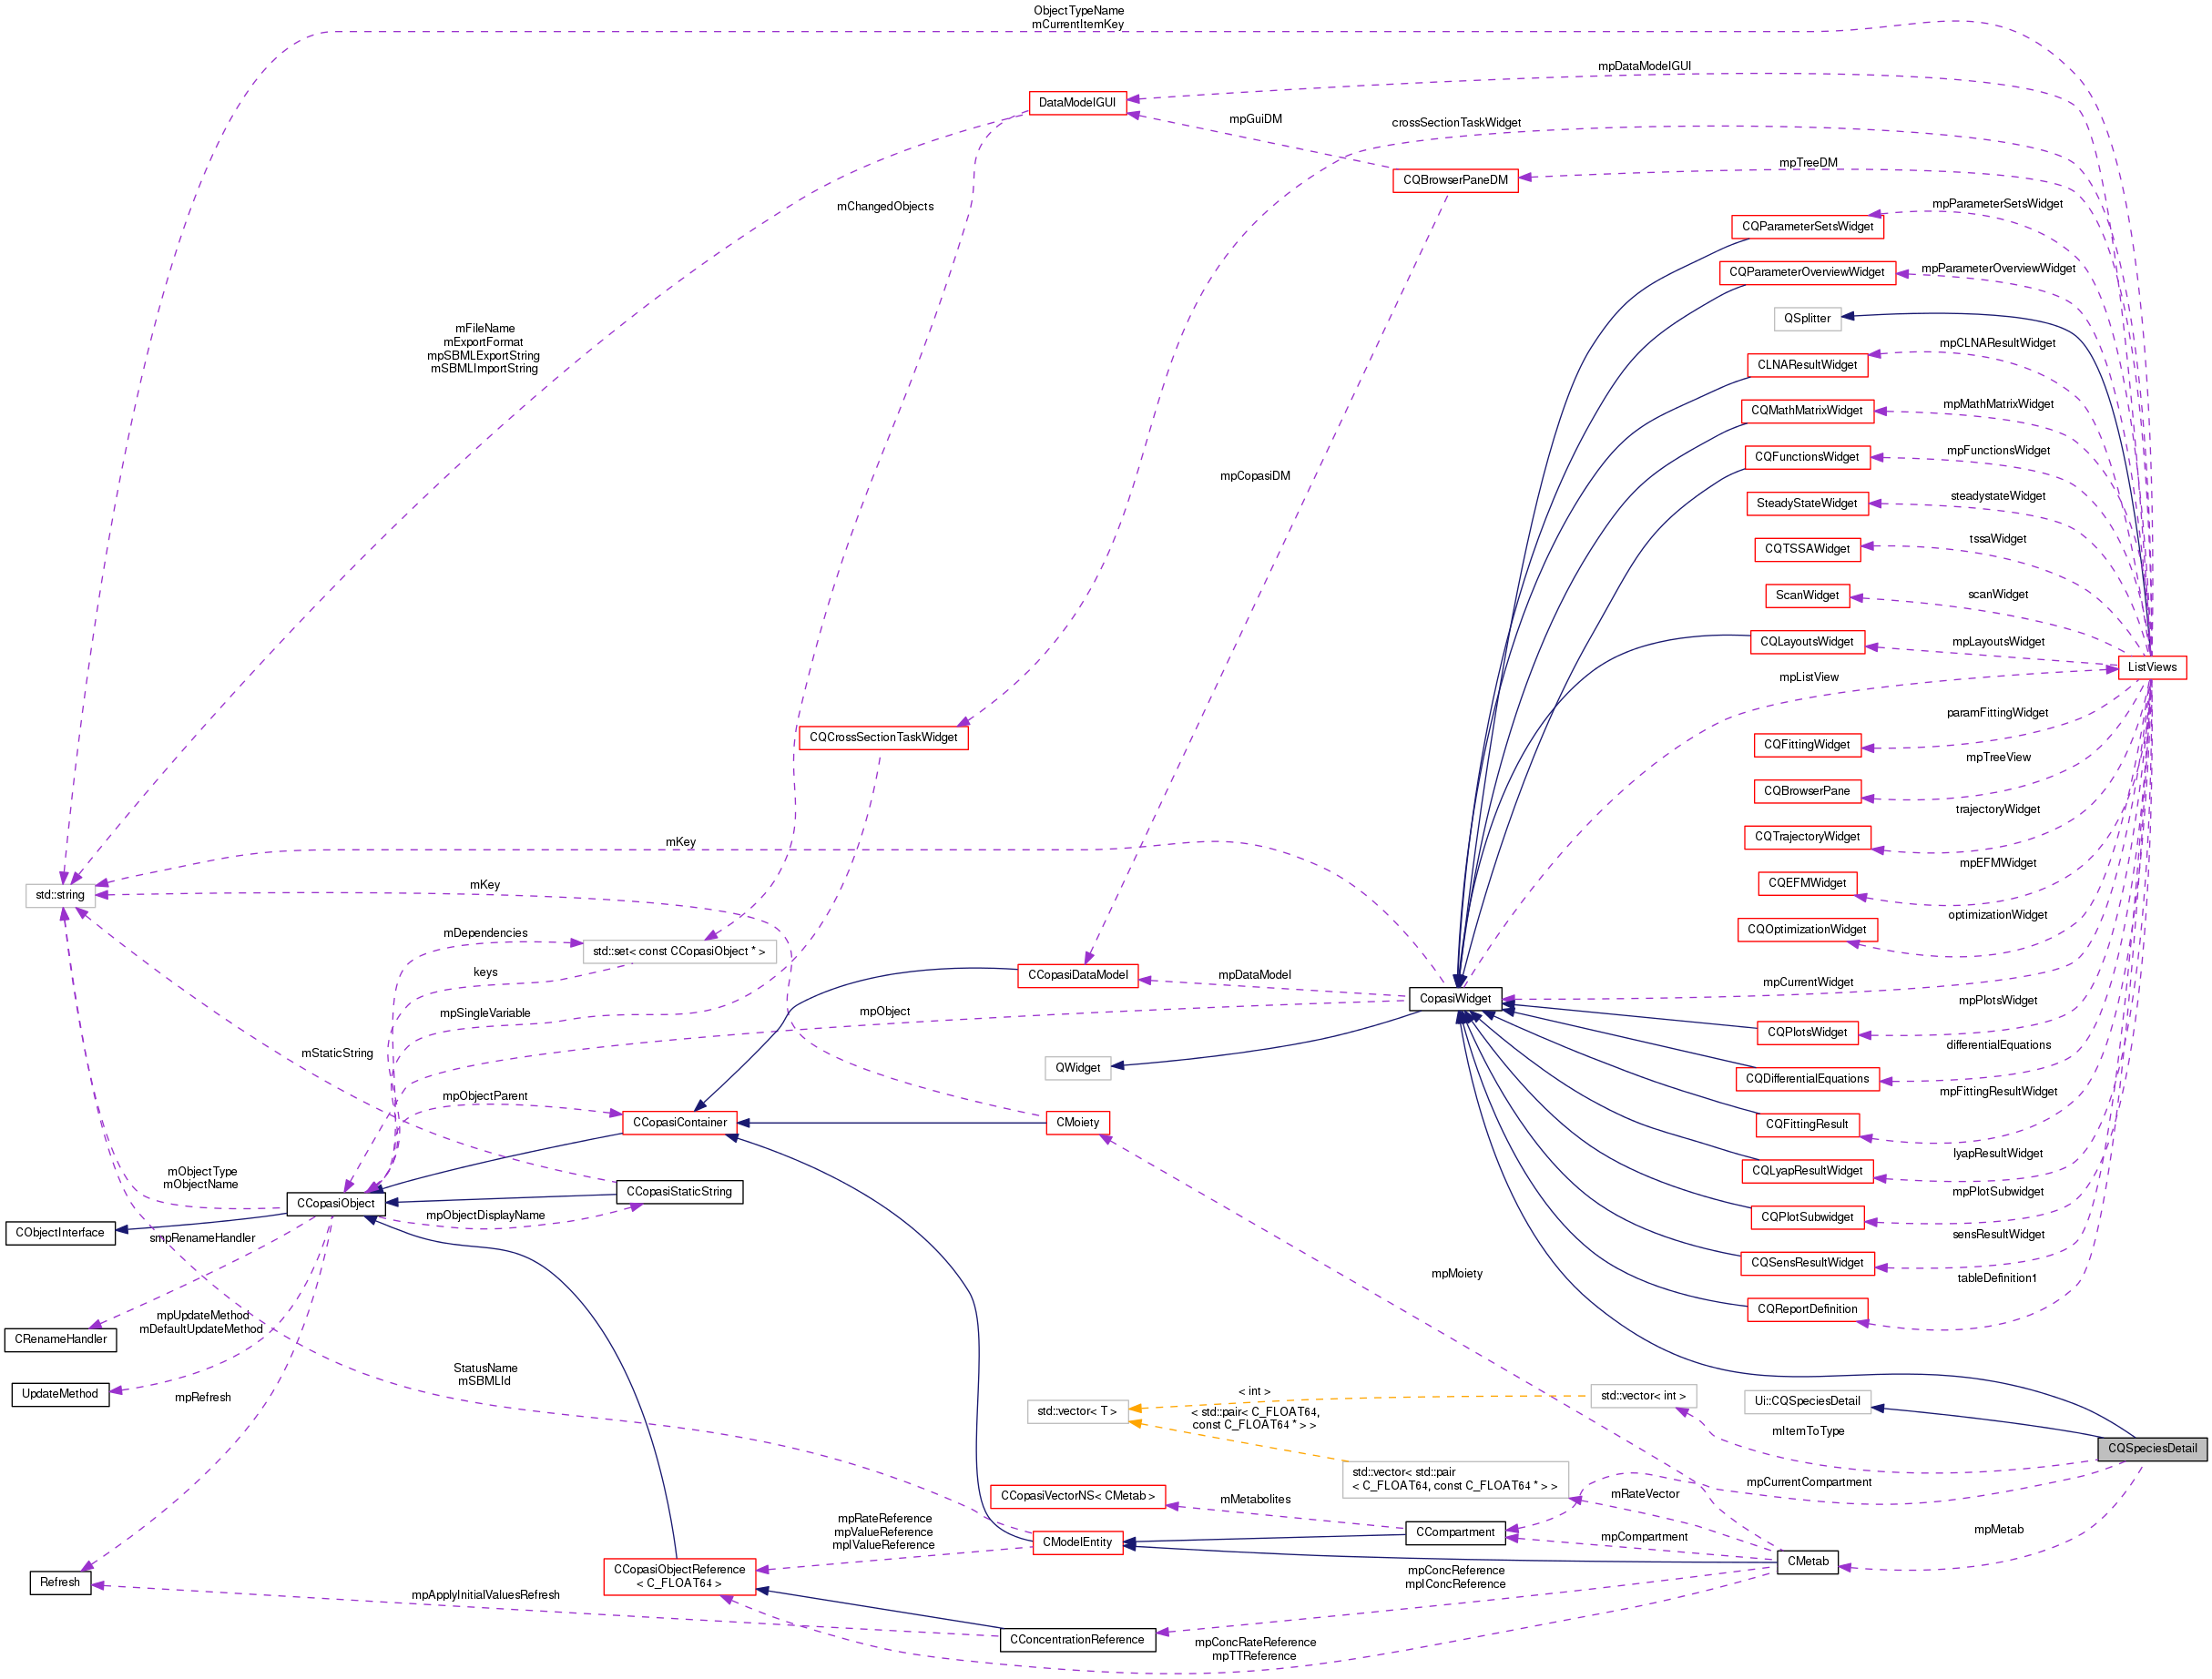 ObjectTypeName
mCurrentItemKey
mpDataModelGUI
DataModelGUI
mpGuiDM
crossSectionTaskWidget
mpTreeDM
CQBrowserPaneDM
mChangedObjects
mpParameterSetsWidget
CQParameterSetsWidget
mpParameterOverviewWidget
CQParameterOverviewWidget
QSplitter
mFileName
mExportFormat
mpSBMLExportString
mSBMLImportString
mpCLNAResultWidget
CLNAResultWidget
mpMathMatrixWidget
CQMathMatrixWidget
mpFunctionsWidget
CQFunctionsWidget
mpCopasiDM
steadystateWidget
SteadyStateWidget
tssaWidget
CQTSSAWidget
scanWidget
ScanWidget
mpLayoutsWidget
CQLayoutsWidget
ListViews
mpListView
paramFittingWidget
CQCrossSectionTaskWidget
CQFittingWidget
mpTreeView
CQBrowserPane
trajectoryWidget
CQTrajectoryWidget
mKey
mpEFMWidget
CQEFMWidget
mKey
std::string
optimizationWidget
CQOptimizationWidget
mDependencies
std::set< const CCopasiObject * >
keys
CCopasiDataModel
mpDataModel
mpCurrentWidget
CopasiWidget
mpSingleVariable
mpObject
mpPlotsWidget
CQPlotsWidget
mStaticString
differentialEquations
QWidget
CQDifferentialEquations
mpObjectParent
mpFittingResultWidget
CCopasiContainer
CMoiety
CQFittingResult
lyapResultWidget
mObjectType
mObjectName
CQLyapResultWidget
CCopasiObject
CCopasiStaticString
mpPlotSubwidget
mpObjectDisplayName
CQPlotSubwidget
CObjectInterface
smpRenameHandler
sensResultWidget
CQSensResultWidget
mpMoiety
tableDefinition1
CQReportDefinition
mpUpdateMethod
mDefaultUpdateMethod
CRenameHandler
StatusName
mSBMLId
UpdateMethod
mpRefresh
< int >
std::vector< int >
Ui::CQSpeciesDetail
std::vector< T >
< std::pair< C_FLOAT64,
const C_FLOAT64 * > >
mItemToType
CQSpeciesDetail
std::vector< std::pair
< C_FLOAT64, const C_FLOAT64 * > >
mpCurrentCompartment
CCopasiVectorNS< CMetab >
mMetabolites
mRateVector
mpRateReference
mpValueReference
mpIValueReference
CModelEntity
CCompartment
mpCompartment
mpMetab
CMetab
CCopasiObjectReference
< C_FLOAT64 >
Refresh
mpApplyInitialValuesRefresh
mpConcReference
mpIConcReference
CConcentrationReference
mpConcRateReference
mpTTReference